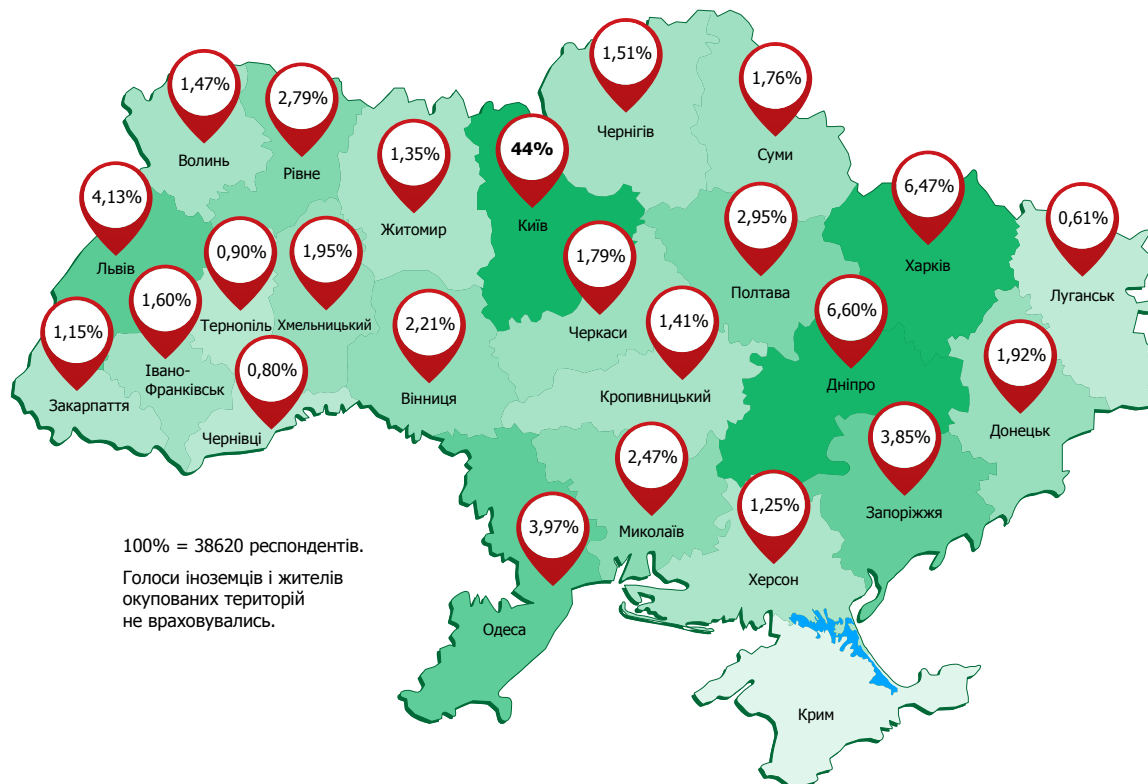 1,51%
Чернігів
1,76%
Суми
1,47%
Волинь
2,79%
Рівне
1,35%
Житомир
44%
Київ
4,13%
Львів
0,90%
Тернопіль
1,95%
Хмельницький
1,79%
Черкаси
2,95%
Полтава
6,47%
Харків
0,61%
Луганськ
1,15%
Закарпаття
1,60%
Івано-
Франківськ
0,80%
Чернівці
2,21%
Вінниця
1,41%
Кропивницький
6,60%
Дніпро
1,92%
Донецьк
3,97%
Одеса
2,47%
Миколаїв
1,25%
Херсон
3,85%
Запоріжжя
Крим
100% = 38620 респондентів.
Голоси іноземців і жителів
окупованих територій
не враховувались.